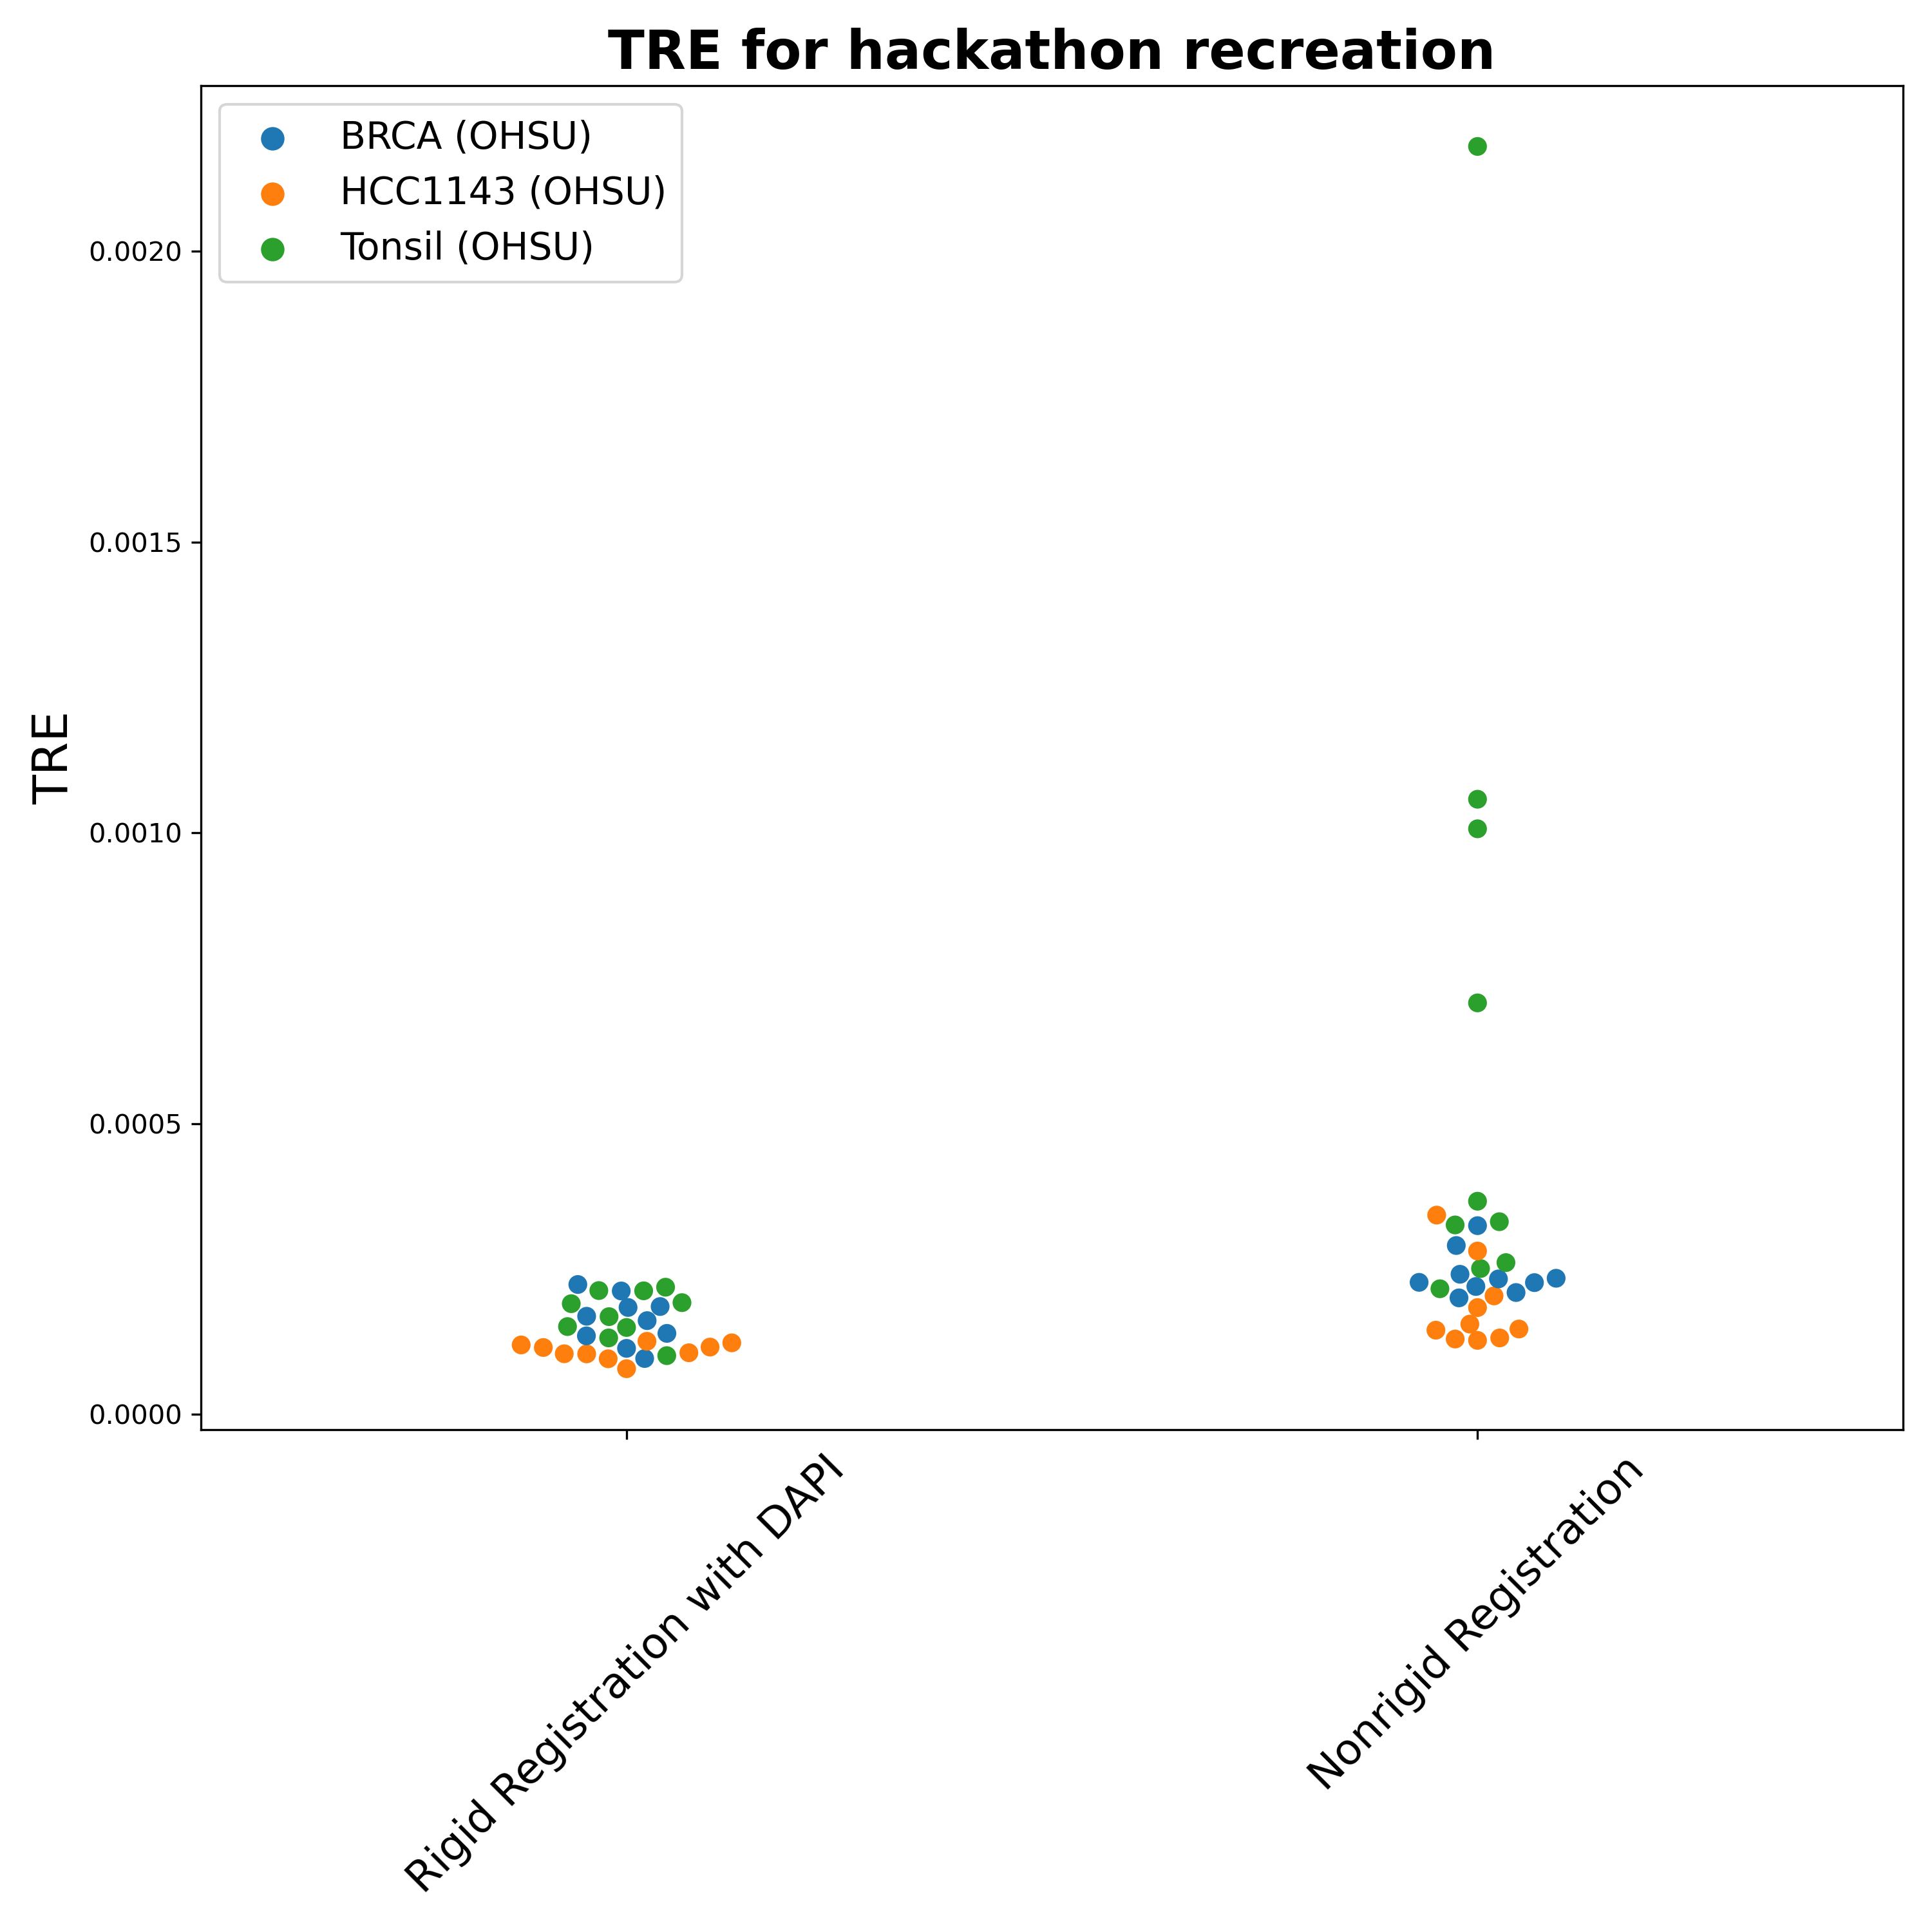 TRE for hackathon recreation
BRCA (OHSU)
HCC1143 (OHSU)
Tonsil (OHSU)
0.0020
0.0015
TRE
0.0010
0.0005
0.0000
Rigid Registration with DAPI
Nonrigid Registration